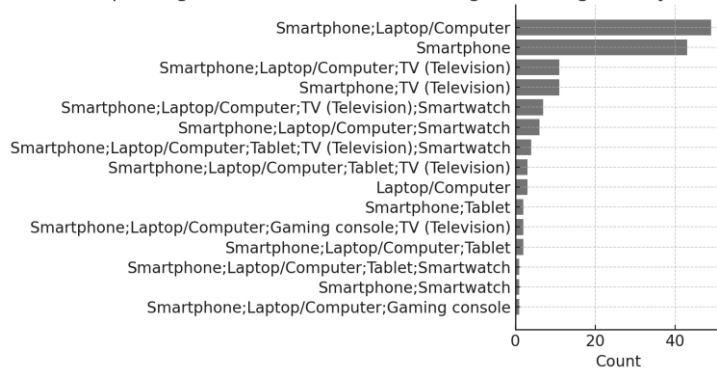 Smartphone;Laptop/Computer
Smartphone
Smartphone;Laptop/Computer;TV (Television)
Smartphone;TV (Television)
Smartphone;Laptop/Computer;TV (Television);Smartwatch
Smartphone;Laptop/Computer;Smartwatch
Smartphone;Laptop/Computer;Tablet;TV (Television);Smartwatch
Smartphone;Laptop/Computer;Tablet;TV (Television)
Laptop/Computer
Smartphone;Tablet
Smartphone;Laptop/Computer;Gaming console;TV (Television)
Smartphone;Laptop/Computer;Tablet
Smartphone;Laptop/Computer;Tablet;Smartwatch
Smartphone;Smartwatch
Smartphone;Laptop/Computer;Gaming console
0 20 40
Count